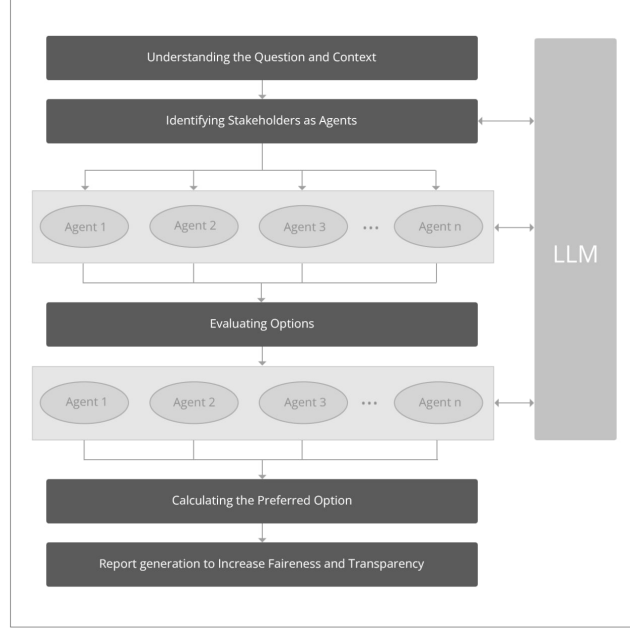 Understanding the Question and Context
Identifying Stakeholders as Agents
Agent 1
Agent 2
Agent 3
...
Agent n
LLM
Evaluating Options
Agent 1
Agent 2
Agent 3
...
Agent n
Calculating the Preferred Option
Report generation to Increase Faireness and Transparency